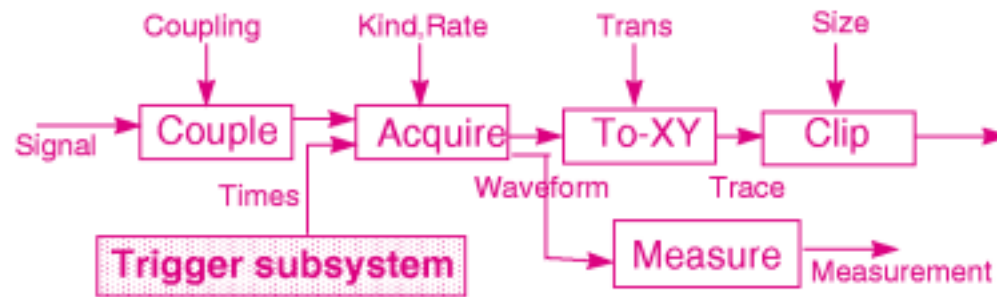 Coupling
Kind,Rate
Trans
Size
Signal
Couple
Acquire
To-XY
Clip
Times
Waveform
Trace
Trigger subsystem
Measure
Measurement